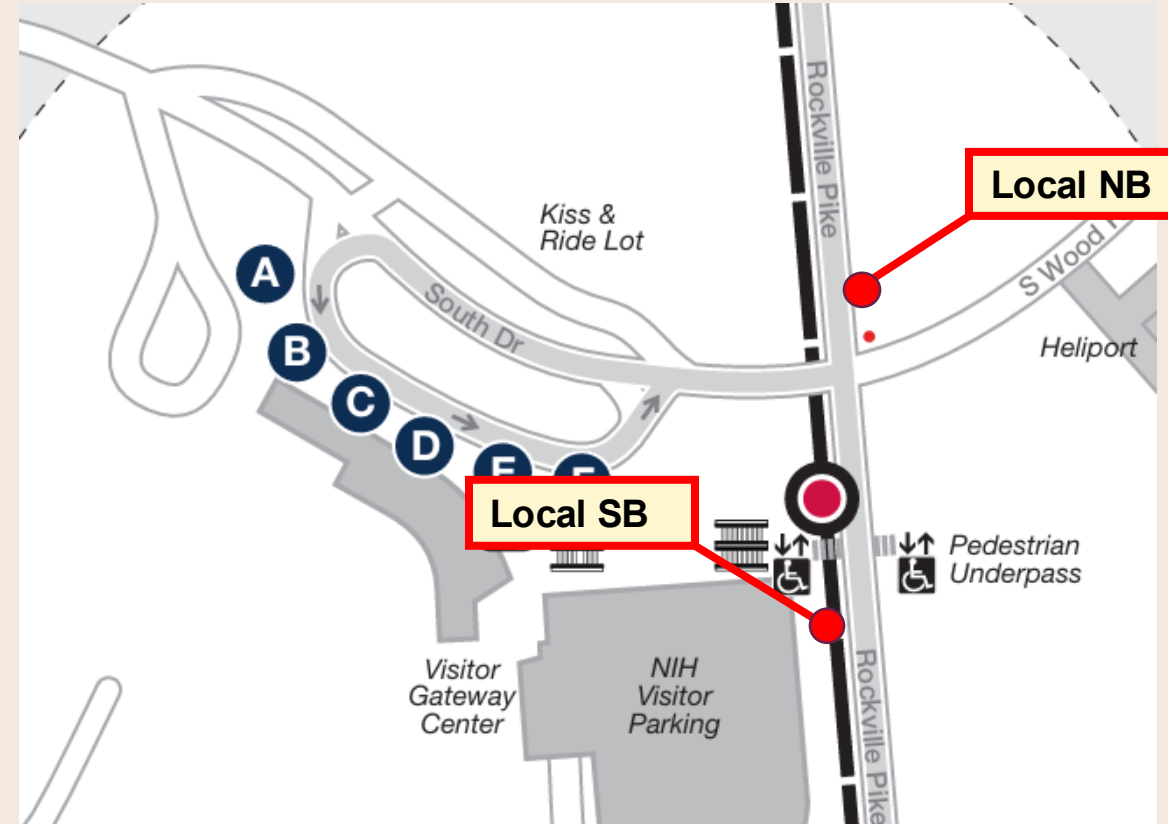 Rockville Pike
Local NB
Kiss &
Ride Lot
S Wood
A
South Dr
Heliport
B
C
D
Local SB
Pedestrian
Underpass
Visitor
Gateway
Center
NIH
Visitor
Parking
Rockville Pike